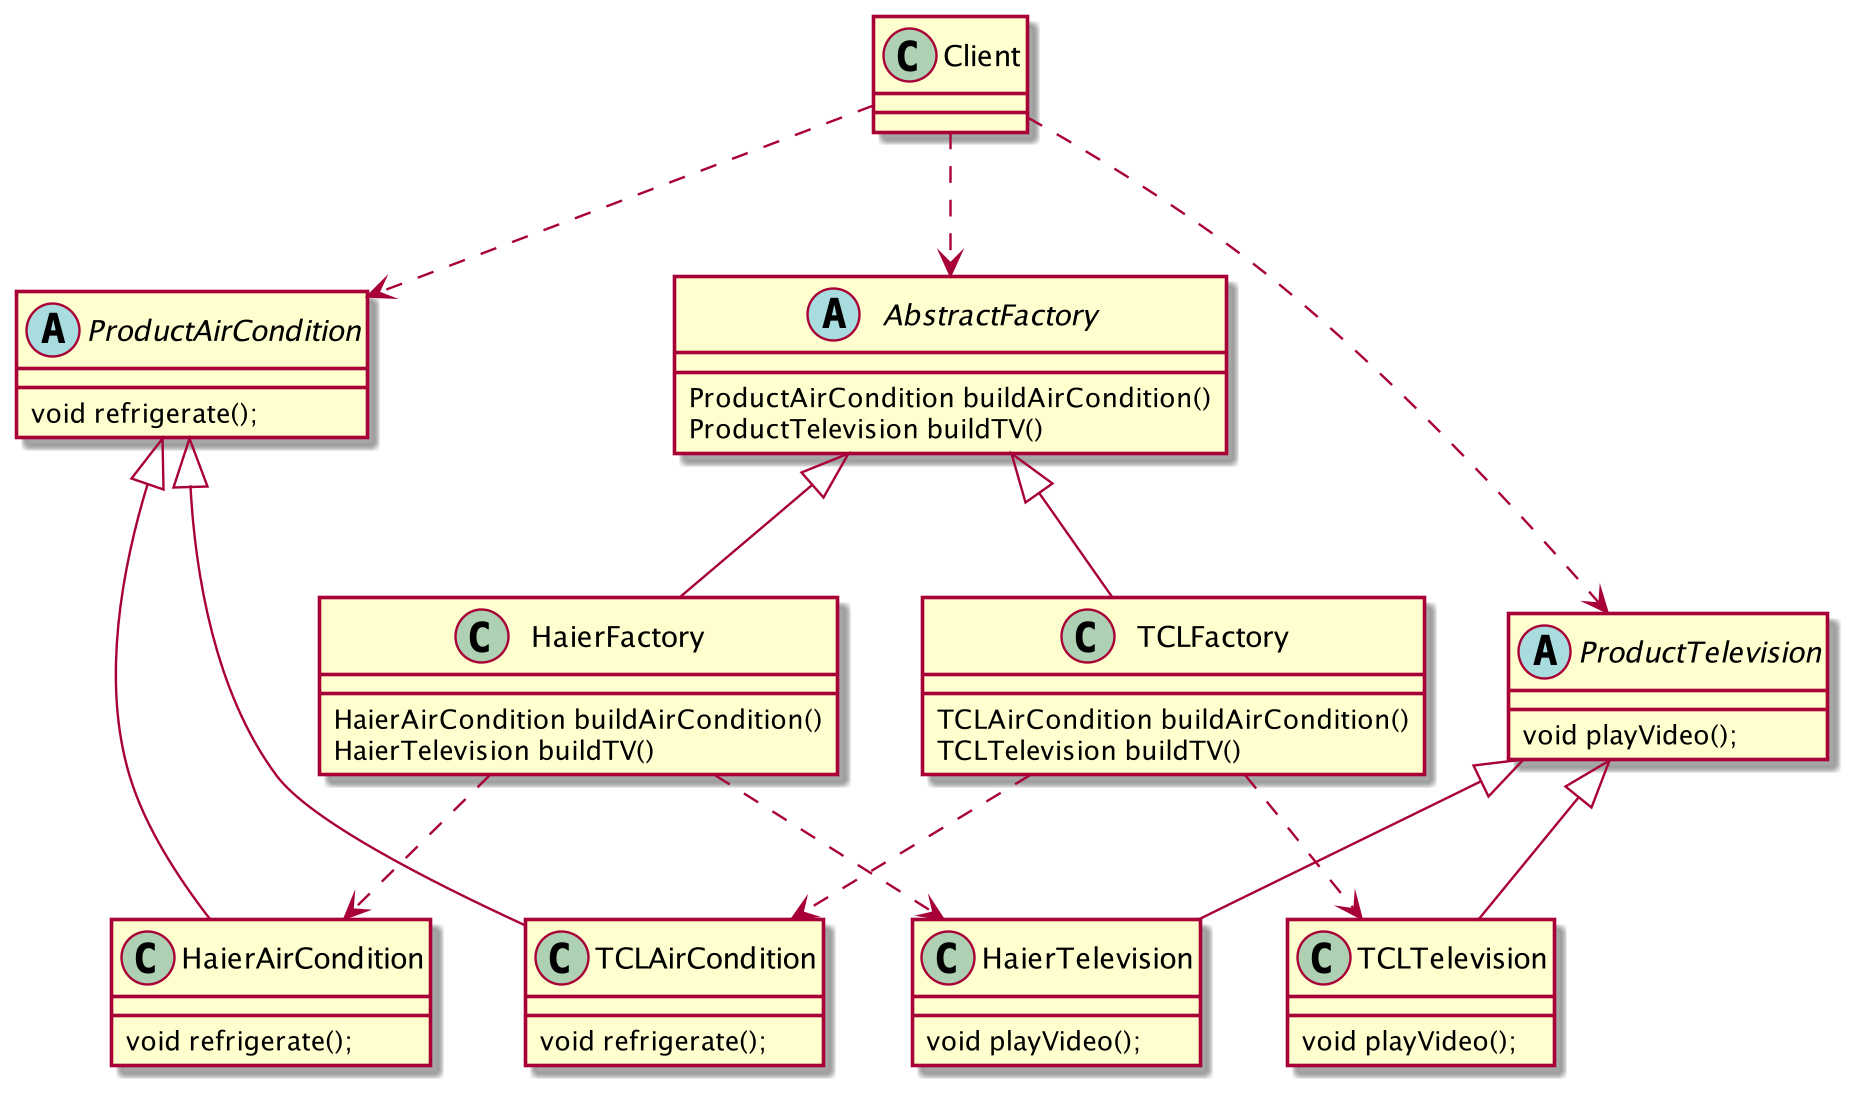 C Client
A ProductAirCondition
void refrigerate();
A AbstractFactory
ProductAirCondition buildAirCondition()
ProductTelevision buildTV()
C HaierFactory
HaierAirCondition buildAirCondition()
HaierTelevision buildTV()
C TCLFactory
TCLAirCondition buildAirCondition()
TCLTelevision buildTV()
A ProductTelevision
void playVideo();
C HaierAirCondition
void refrigerate();
C TCLAirCondition
void refrigerate();
C HaierTelevision
void playVideo();
C TCLTelevision
void playVideo();